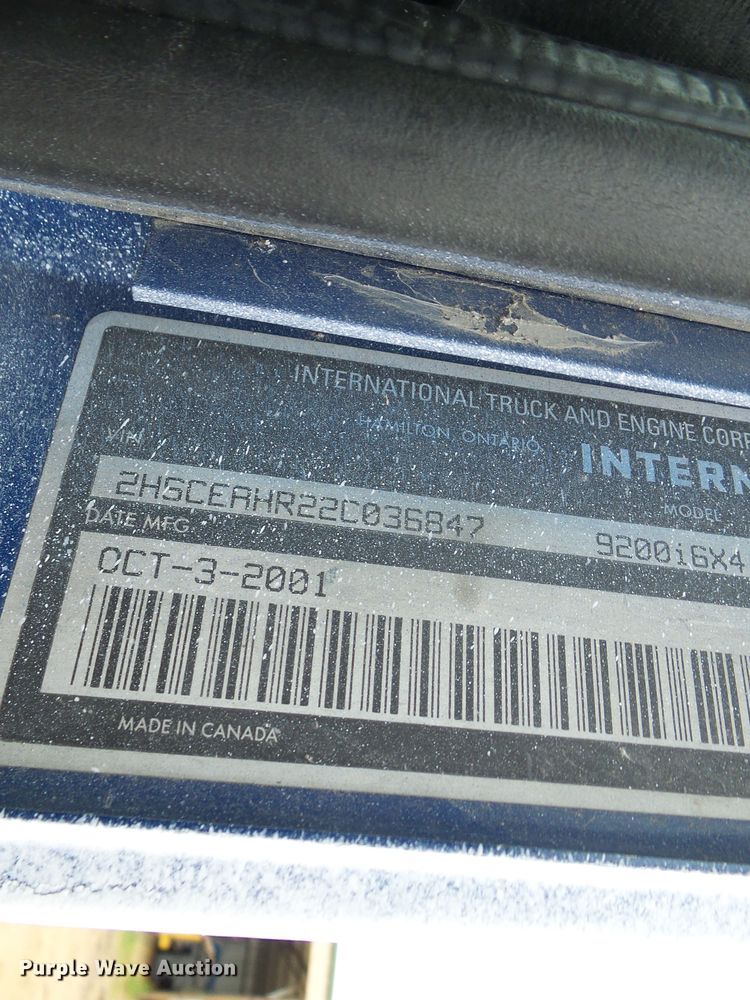 INTERNATIONAL TRUCK AND ENGINE CORP
HAMILTON, ONTARIO
INTERN
VIN
MODEL
2HSCEAHR22C036847 9200i6X4
DATE MFG
OCT-3-2001
MADE IN CANADA
Purple Wave Auction